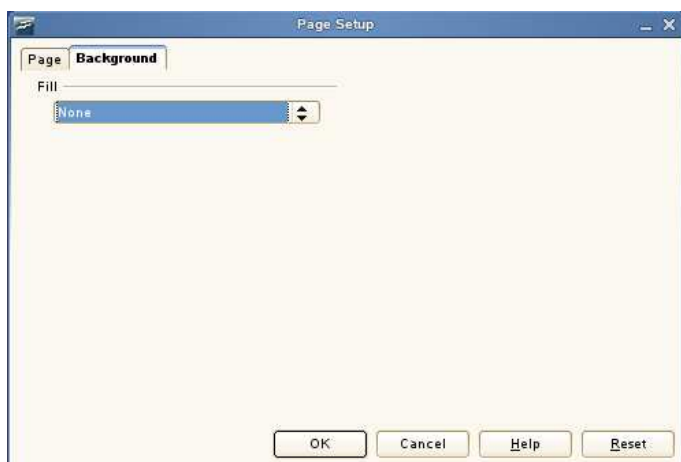 Page Setup
Page Background
Fill
None
OK Cancel Help Reset